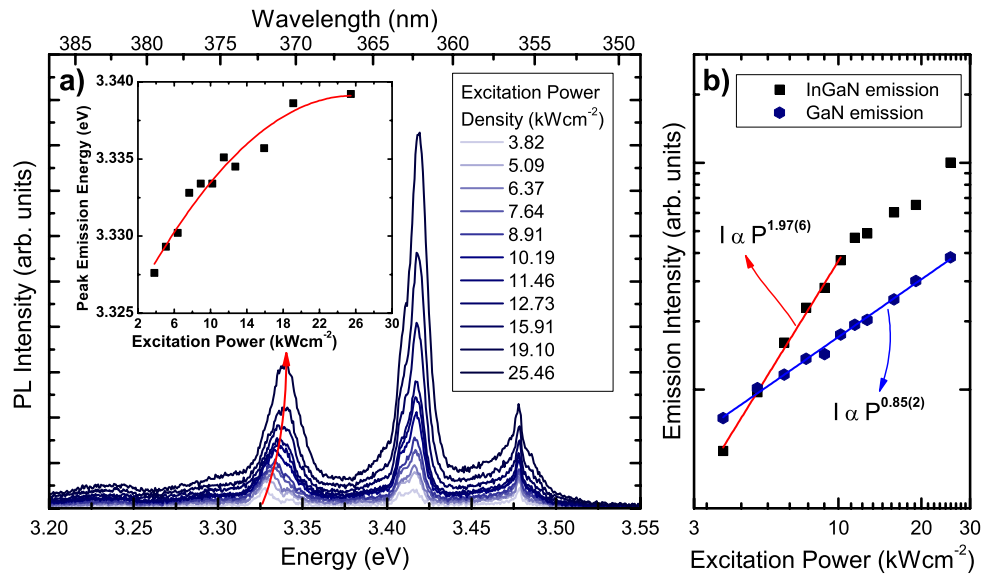 Wavelength (nm)
385 380 375 370 365 360 355 350
a)
PL Intensity (arb. units)
3.20 3.25 3.30 3.35 3.40 3.45 3.50 3.55
Energy (eV)
Peak Emission Energy (eV)
3.340
3.335
3.330
3.325
2 6 10 14 18 22 26 30
Excitation Power (kWcm-2)
Excitation Power
Density (kWcm-2)
3.82
5.09
6.37
7.64
8.91
10.19
11.46
12.73
15.91
19.10
25.46
b)
InGaN emission
GaN emission
Emission Intensity (arb. units)
I α P1.97(6)
I α P0.85(2)
3 10 20 30
Excitation Power (kWcm-2)